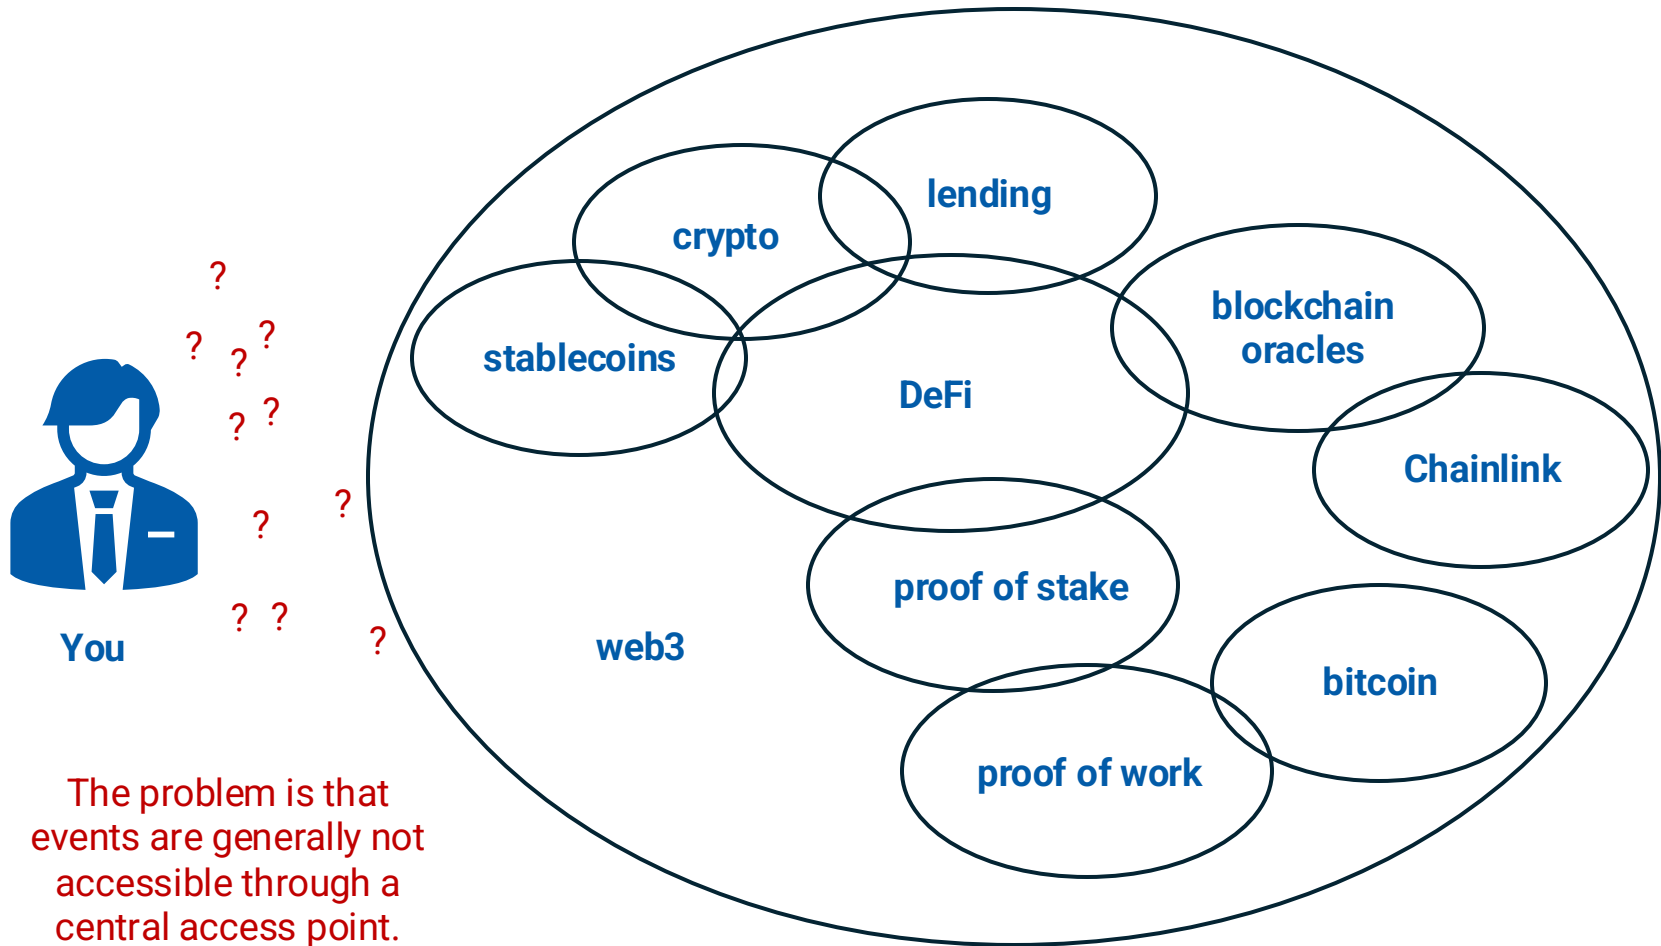 lending
crypto
blockchain
oracles
stablecoins
DeFi
Chainlink
proof of stake
web3
bitcoin
proof of work
?
?
?
?
?
?
?
?
?
?
?
You
The problem is that
events are generally not
accessible through a
central access point.